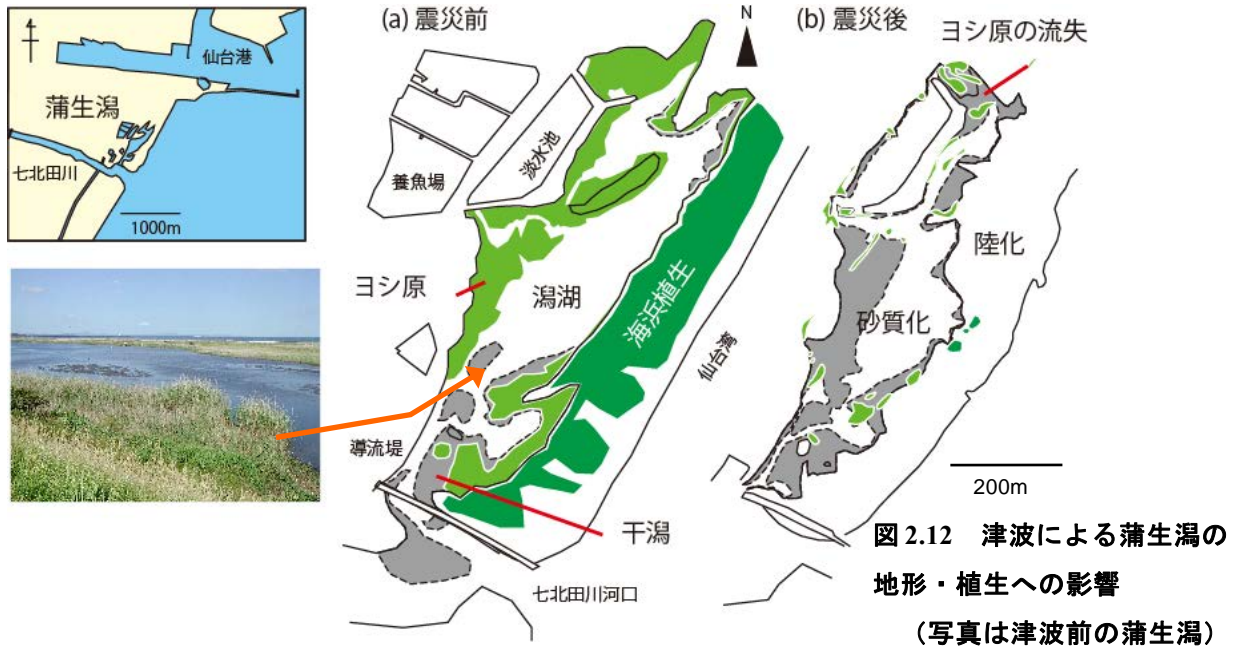 仙台港
蒲生潟
七北田川
1000m
(a) 震災前
N
養魚場
淡水池
ヨシ原
潟湖
海浜植生
仙台湾
導流堤
干潟
七北田川河口
(b) 震災後
ヨシ原の流失
陸化
砂質化
200m
図 2.12 津波による蒲生潟の
地形・植生への影響
（写真は津波前の蒲生潟）